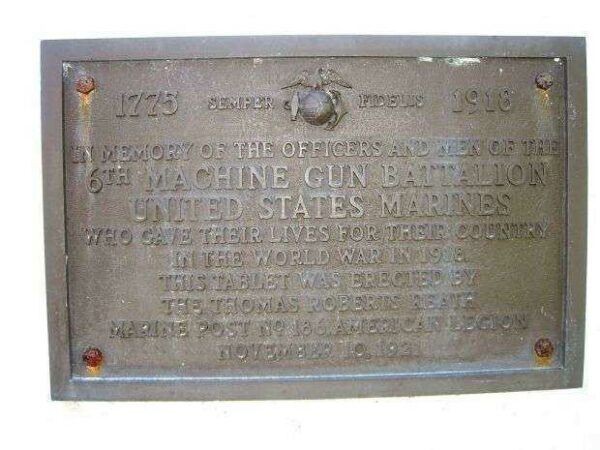 1775 SEMPER FIDELIS 1918
IN MEMORY OF THE OFFICERS AND MEN OF THE
6TH MACHINE GUN BATTALION
UNITED STATES MARINES
WHO GAVE THEIR LIVES FOR THEIR COUNTRY
IN THE WORLD WAR IN 1918.
THIS TABLET WAS ERECTED BY
THE THOMAS ROBERTS REATH
MARINE POST NO 186, AMERICAN LEGION
NOVEMBER 10, 1921